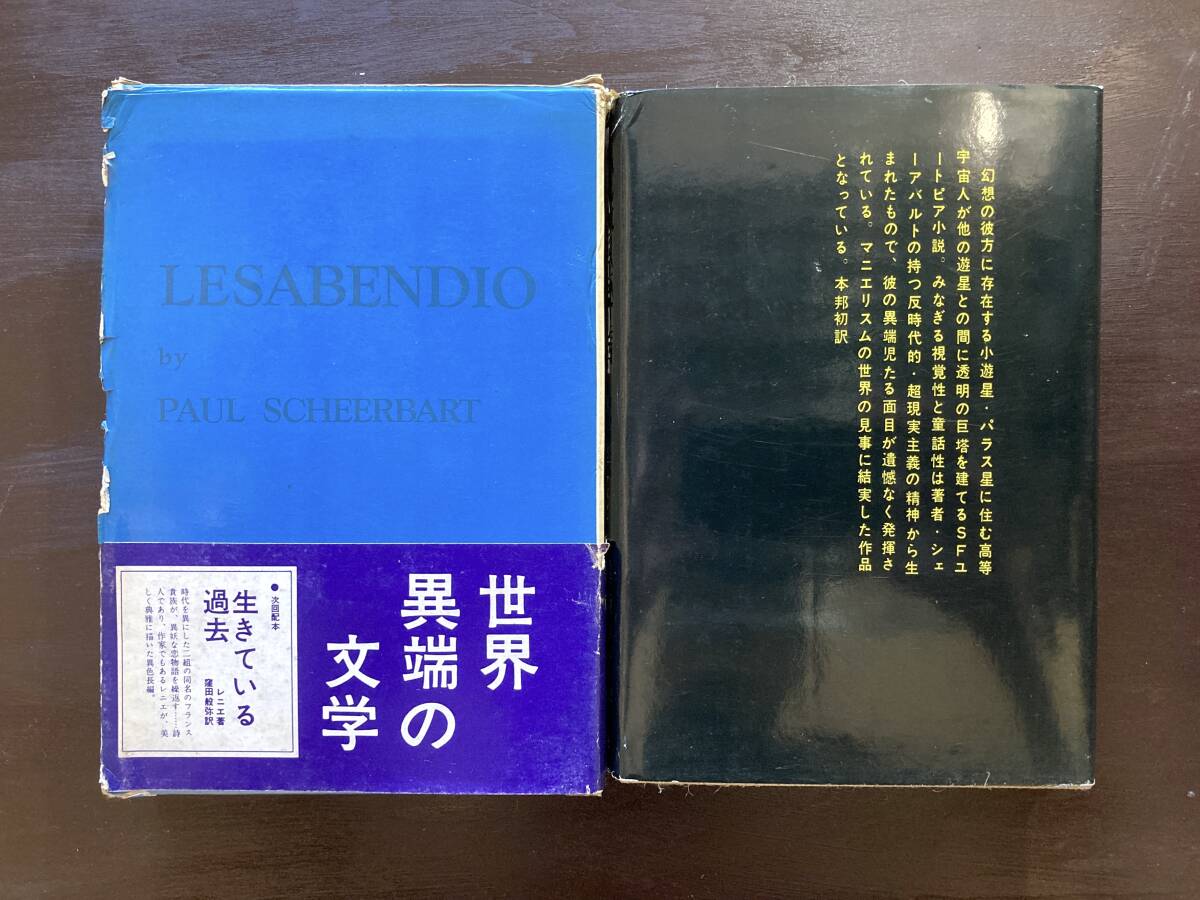 LESABENDIO
by
PAUL SCHEERBART
世界
異端の
文学
●次回配本
生きている
過去
レニエ著
窪田般弥訳
時代を異にした二組の同名のフランス
貴族が、異妖な恋物語を繰返す……詩
人であり、作家でもあるレニエが、美
しく典雅に描いた異色長編。
幻想の彼方に存在する小遊星・パラス星に住む高等
宇宙人が他の遊星との間に透明の巨塔を建てるSFユ
ートピア小説。みなぎる視覚性と童話性は著者・シェ
ーアバルトの持つ反時代的・超現実主義の精神から生
まれたもので、彼の異端児たる面目が遺憾なく発揮さ
れている。マニエリスムの世界の見事に結実した作品
となっている。本邦初訳